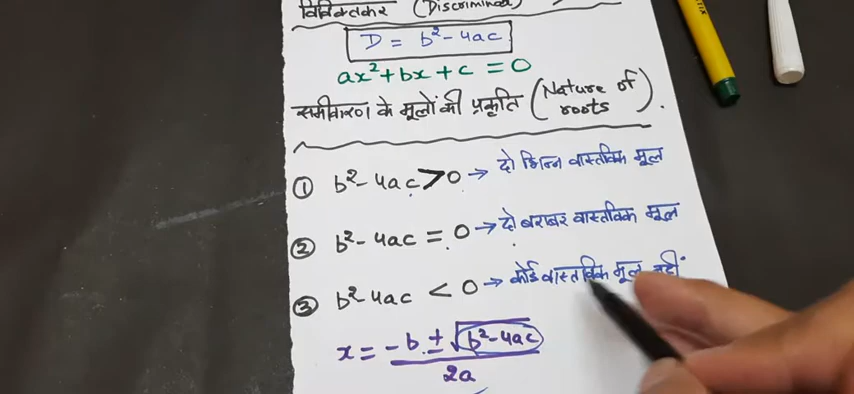 विविक्तकर (Discriminant)
D = b²-4ac
ax²+bx+c=0
समीकरण के मूलों की प्रकृति (Nature of roots).
① b²-4ac>0 → दो भिन्न वास्तविक मूल
② b²-4ac = 0 → दो बराबर वास्तविक मूल
③ b²-4ac < 0 → कोई वास्तविक मूल नहीं
x = -b ± √b²-4ac
2a